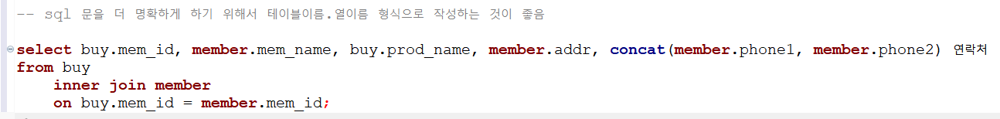 -- sql 문을 더 명확하게 하기 위해서 테이블이름.열이름 형식으로 작성하는 것이 좋음
select buy.mem_id, member.mem_name, buy.prod_name, member.addr, concat(member.phone1, member.phone2) 연락처
from buy
    inner join member
    on buy.mem_id = member.mem_id;